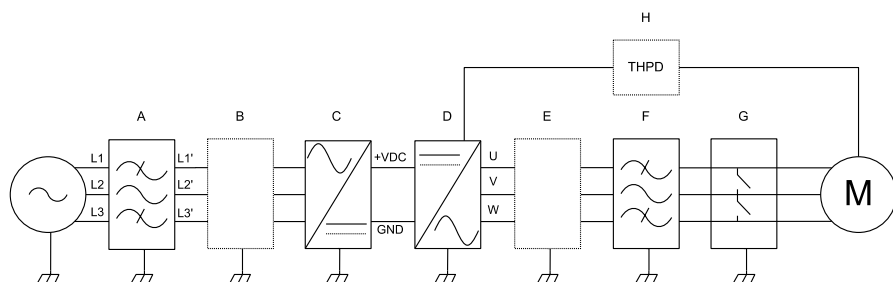 H
THPD
A B C D E F G
L1 L1' +VDC U
L2 L2' V
L3 L3' W
GND
M